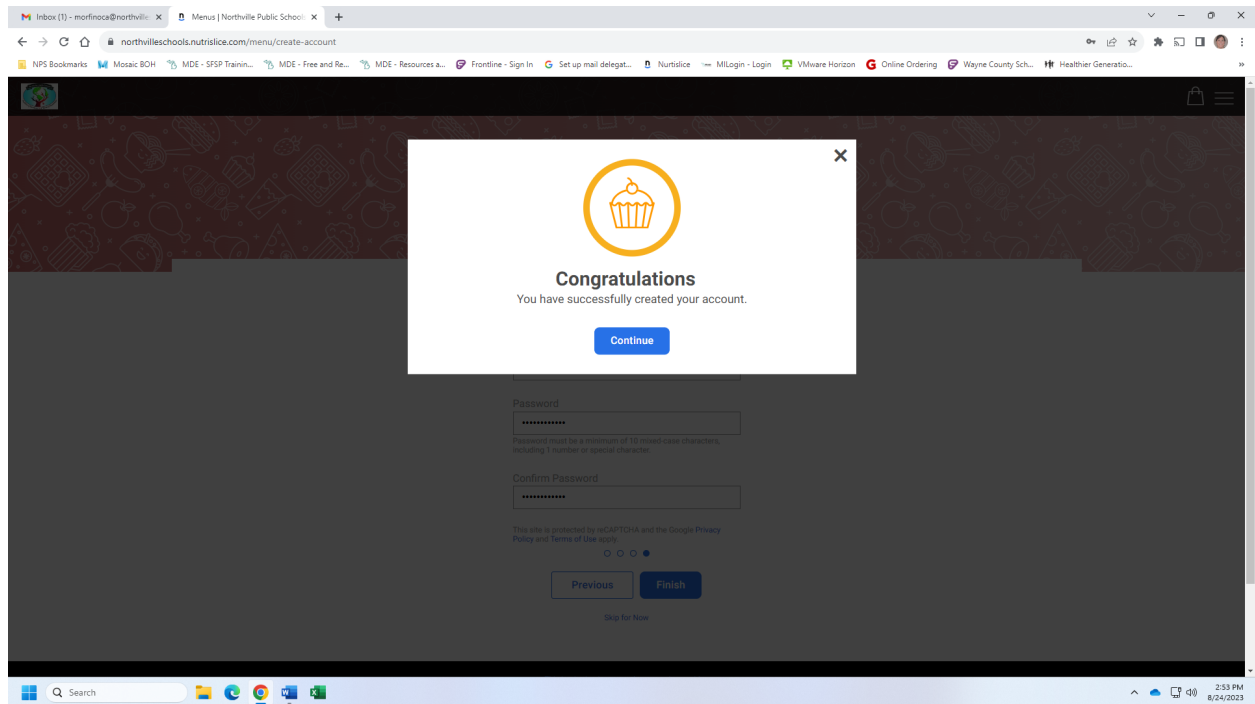 Inbox (1) - morfinoca@northville
Menus | Northville Public School
northvilleschools.nutrislice.com/menu/create-account
NPS Bookmarks Mosaic BOH MDE - SFSP Trainin... MDE - Free and Re... MDE - Resources a... Frontline - Sign In Set up mail delegat... Nurtislice MILogin - Login VMware Horizon Online Ordering Wayne County Sch... Healthier Generatio... »
Congratulations
You have successfully created your account.
Continue
Password
••••••••••••
Password must be a minimum of 10 mixed-case characters,
including 1 number or special character.
Confirm Password
••••••••••••
This site is protected by reCAPTCHA and the Google Privacy
Policy and Terms of Use apply.
Previous Finish
Skip for Now
Search
2:53 PM
8/24/2023